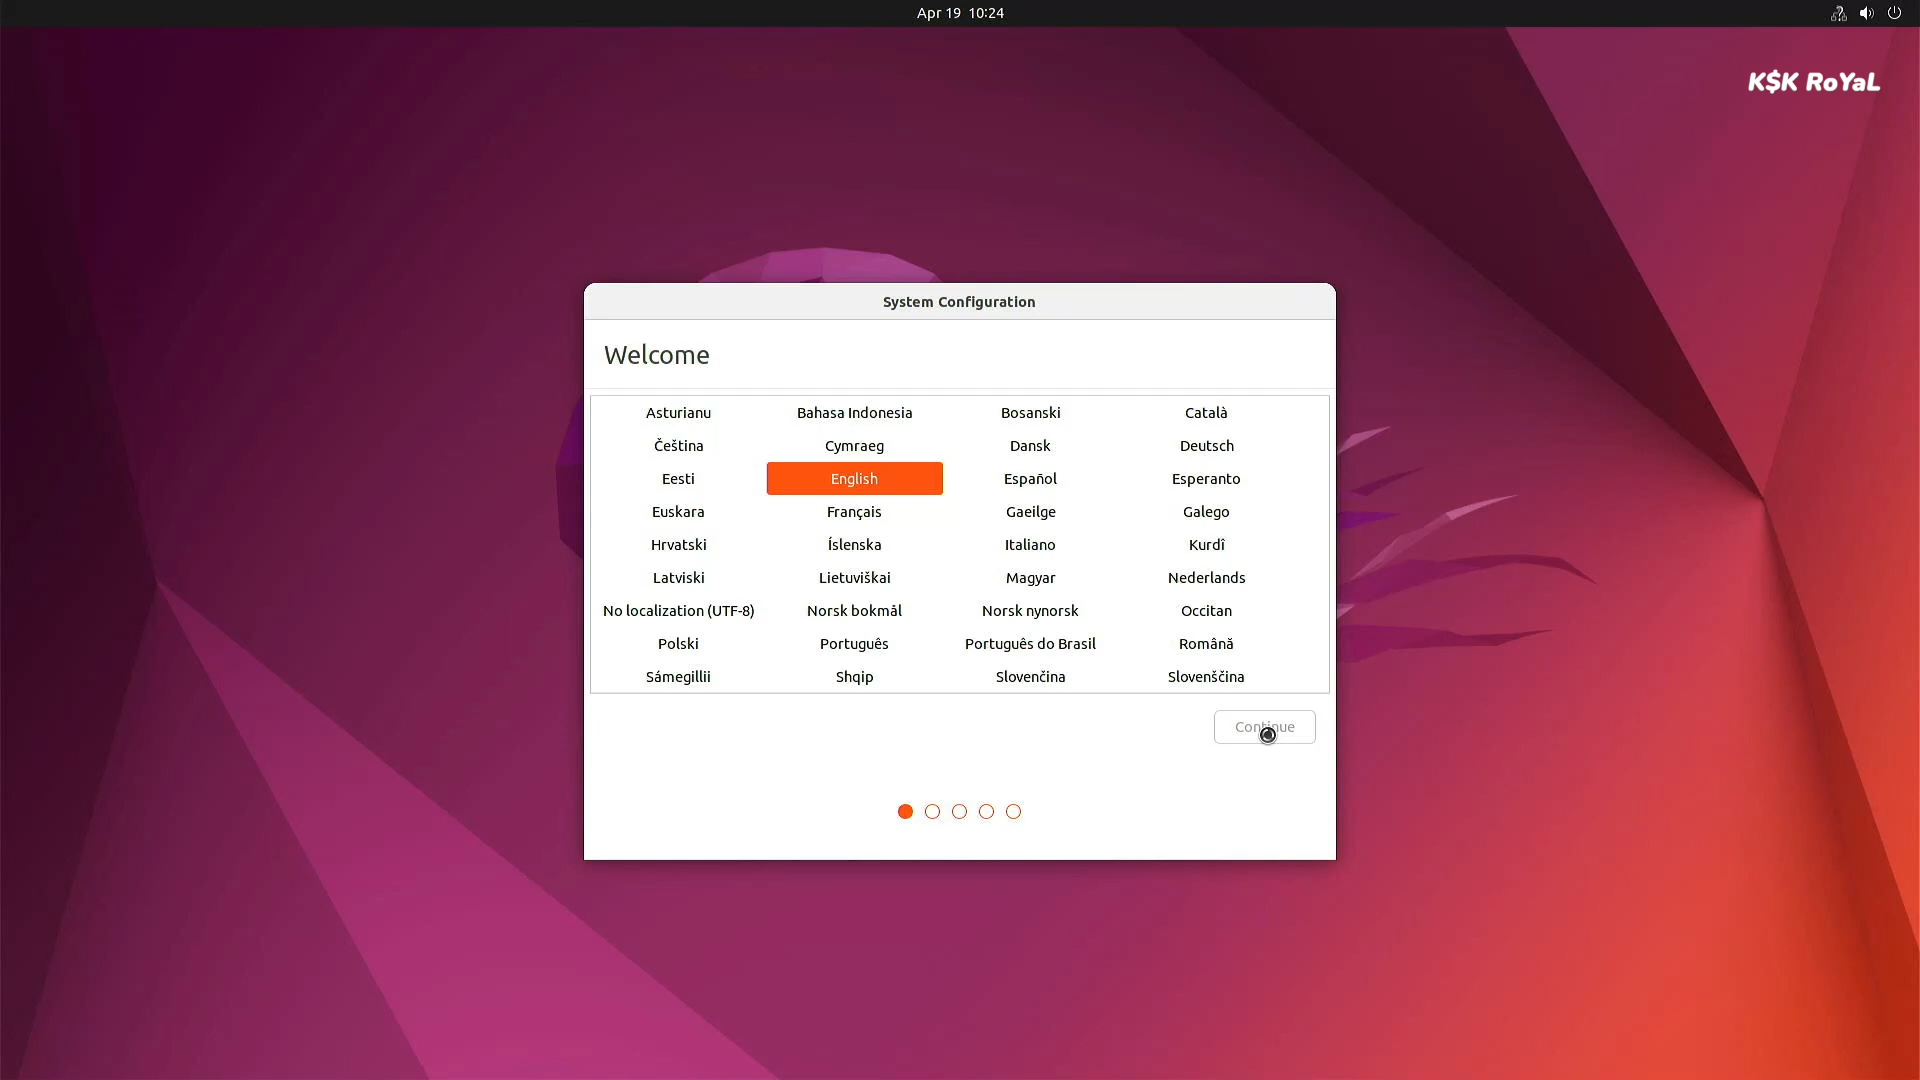 Apr 19  10:24
K$K RoYaL
System Configuration
Welcome
Asturianu Bahasa Indonesia Bosanski Català
Čeština Cymraeg Dansk Deutsch
Eesti English Español Esperanto
Euskara Français Gaeilge Galego
Hrvatski Íslenska Italiano Kurdî
Latviski Lietuviškai Magyar Nederlands
No localization (UTF-8) Norsk bokmål Norsk nynorsk Occitan
Polski Português Português do Brasil Română
Sámegillii Shqip Slovenčina Slovenščina
Continue